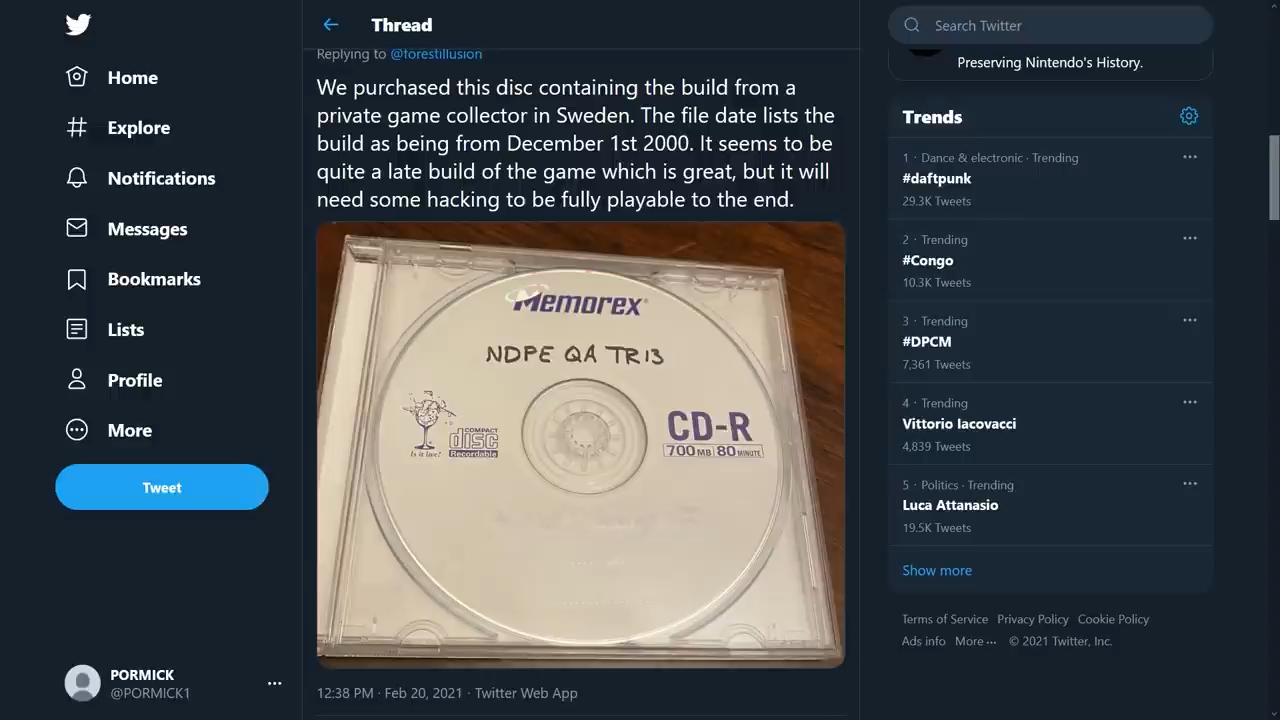 Home
Explore
Notifications
Messages
Bookmarks
Lists
Profile
More
Tweet
PORMICK
@PORMICK1
Thread
Replying to @forestillusion
We purchased this disc containing the build from a
private game collector in Sweden. The file date lists the
build as being from December 1st 2000. It seems to be
quite a late build of the game which is great, but it will
need some hacking to be fully playable to the end.
Memorex
NDPE QA TR13
Is it live?
COMPACT
disc
Recordable
CD-R
700 MB 80 MINUTE
12:38 PM · Feb 20, 2021 · Twitter Web App
Search Twitter
Preserving Nintendo's History.
Trends
1 · Dance & electronic · Trending
#daftpunk
29.3K Tweets
2 · Trending
#Congo
10.3K Tweets
3 · Trending
#DPCM
7,361 Tweets
4 · Trending
Vittorio Iacovacci
4,839 Tweets
5 · Politics · Trending
Luca Attanasio
19.5K Tweets
Show more
Terms of Service Privacy Policy Cookie Policy
Ads info More ··· © 2021 Twitter, Inc.